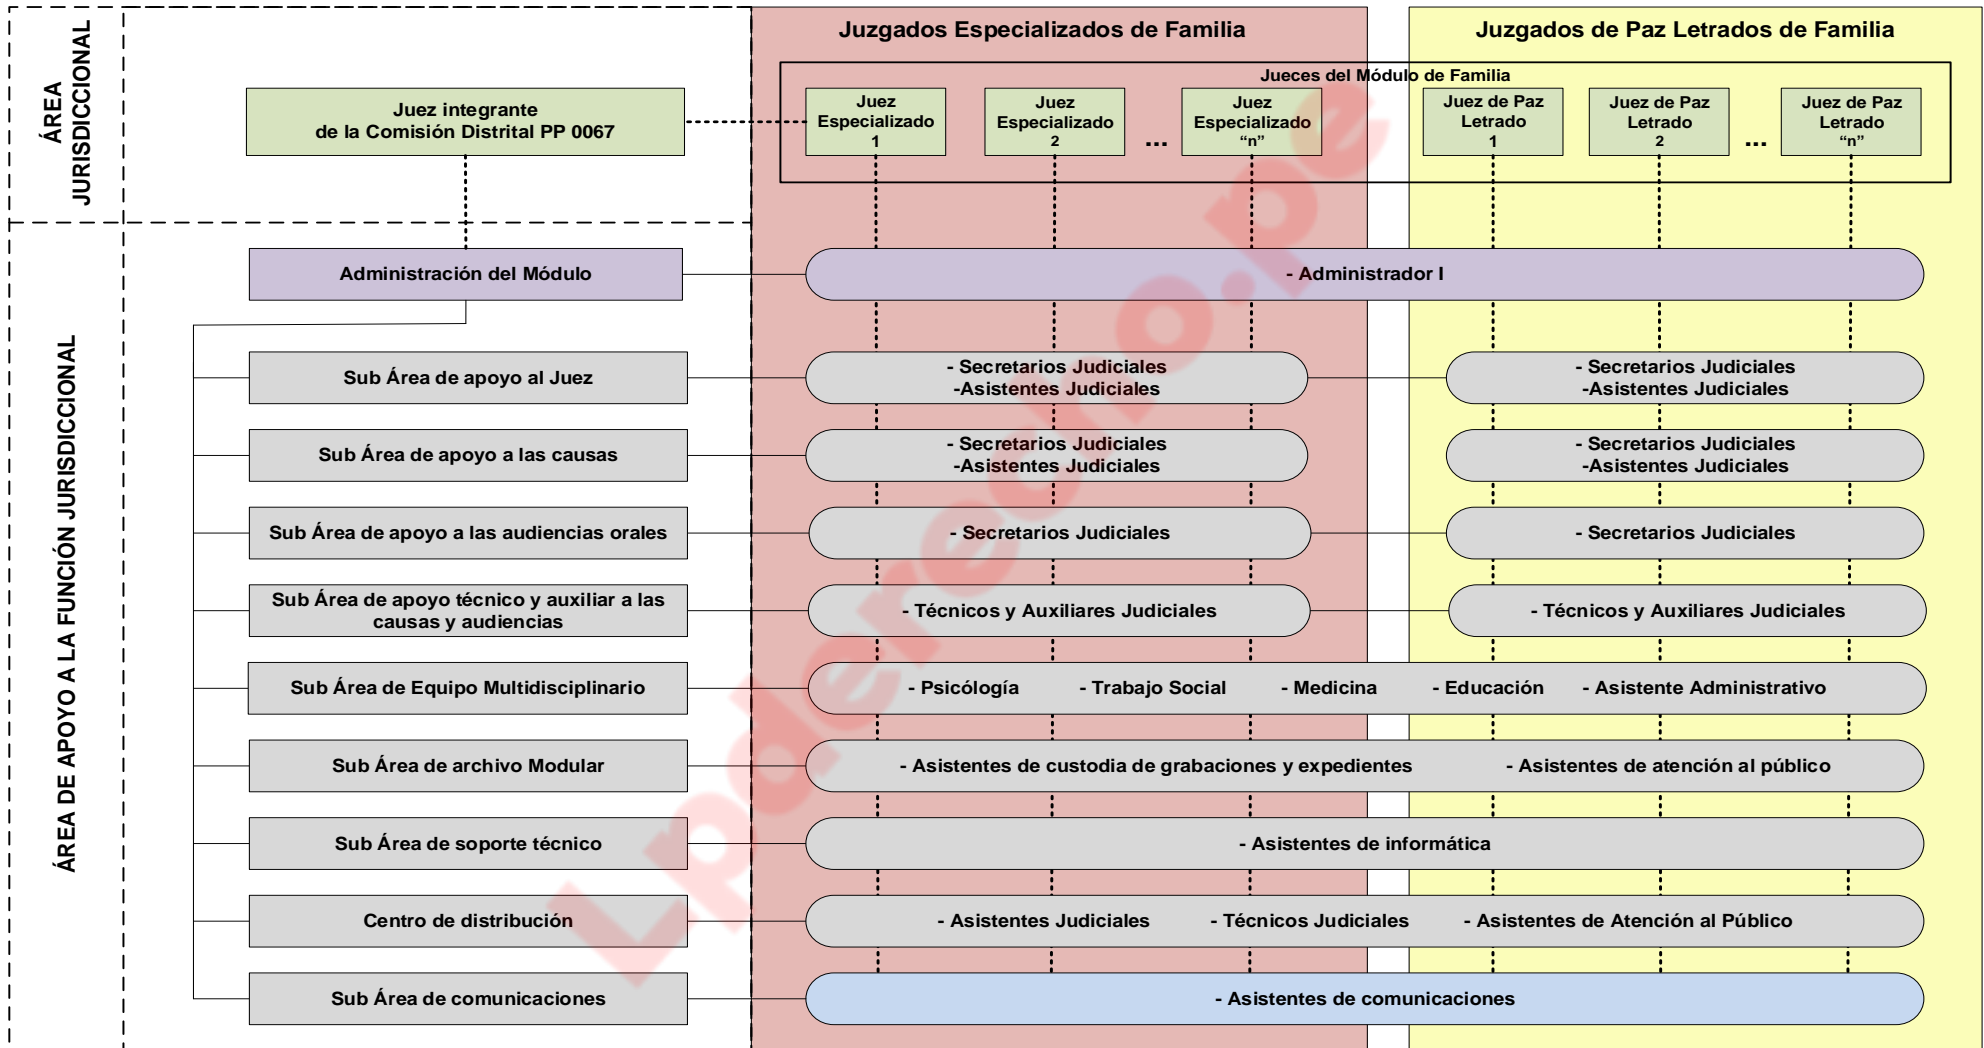 ÁREA
JURISDICCIONAL
Juzgados Especializados de Familia
Juzgados de Paz Letrados de Familia
Jueces del Módulo de Familia
Juez integrante
de la Comisión Distrital PP 0067
Juez
Especializado
1
Juez
Especializado
2
...
Juez
Especializado
“n”
Juez de Paz
Letrado
1
Juez de Paz
Letrado
2
...
Juez de Paz
Letrado
“n”
ÁREA DE APOYO A LA FUNCIÓN JURISDICCIONAL
Administración del Módulo
- Administrador I
Sub Área de apoyo al Juez
- Secretarios Judiciales
-Asistentes Judiciales
- Secretarios Judiciales
-Asistentes Judiciales
Sub Área de apoyo a las causas
- Secretarios Judiciales
-Asistentes Judiciales
- Secretarios Judiciales
-Asistentes Judiciales
Sub Área de apoyo a las audiencias orales
- Secretarios Judiciales
- Secretarios Judiciales
Sub Área de apoyo técnico y auxiliar a las
causas y audiencias
- Técnicos y Auxiliares Judiciales
- Técnicos y Auxiliares Judiciales
Sub Área de Equipo Multidisciplinario
- Psicólogía - Trabajo Social - Medicina - Educación - Asistente Administrativo
Sub Área de archivo Modular
- Asistentes de custodia de grabaciones y expedientes - Asistentes de atención al público
Sub Área de soporte técnico
- Asistentes de informática
Centro de distribución
- Asistentes Judiciales - Técnicos Judiciales - Asistentes de Atención al Público
Sub Área de comunicaciones
- Asistentes de comunicaciones
Lpderecho.pe